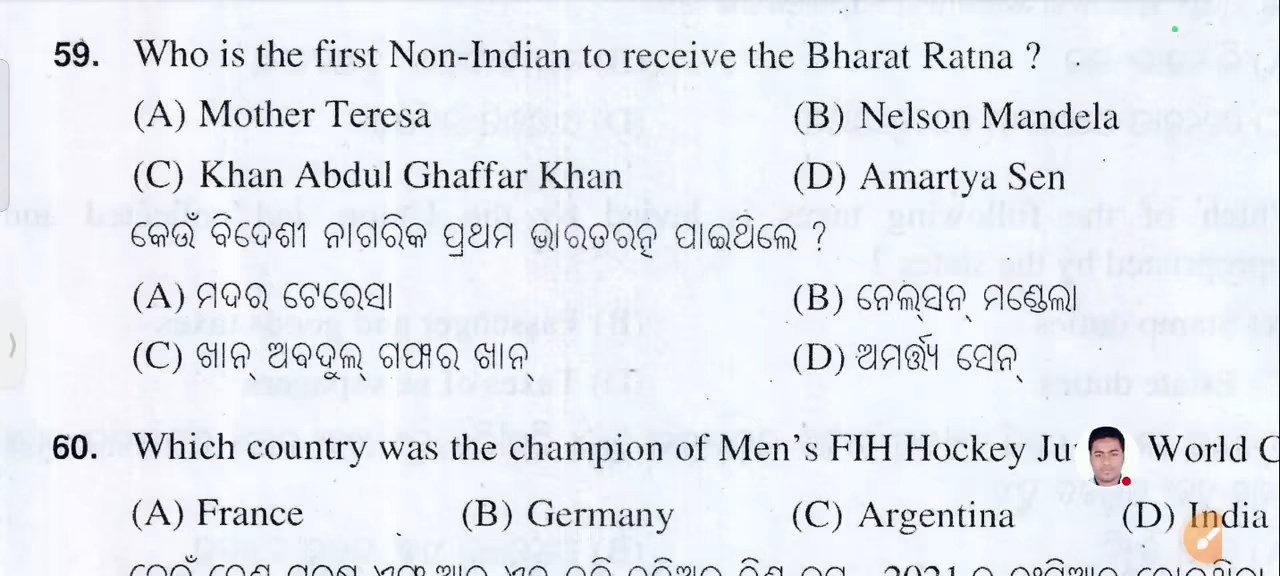 59. Who is the first Non-Indian to receive the Bharat Ratna ?
(A) Mother Teresa (B) Nelson Mandela
(C) Khan Abdul Ghaffar Khan (D) Amartya Sen
କେଉଁ ବିଦେଶୀ ନାଗରିକ ପ୍ରଥମ ଭାରତରତ୍ନ ପାଇଥିଲେ ?
(A) ମଦର୍ ଟେରେସା (B) ନେଲ୍‌ସନ୍ ମଣ୍ଡେଲା
(C) ଖାନ୍ ଅବଦୁଲ୍ ଗଫାର୍ ଖାନ୍ (D) ଅମର୍ତ୍ତ୍ୟ ସେନ୍
60. Which country was the champion of Men's FIH Hockey Ju World C
(A) France (B) Germany (C) Argentina (D) India